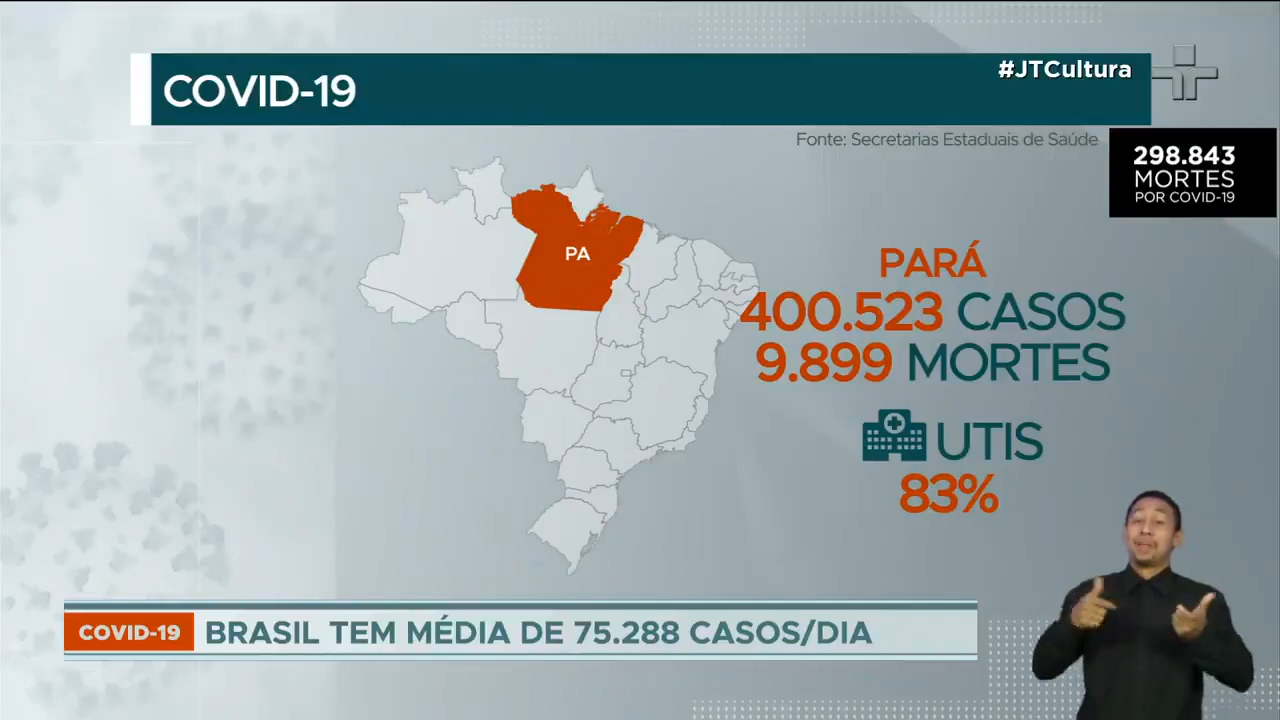 #JTCultura
COVID-19
Fonte: Secretarias Estaduais de Saúde
298.843
MORTES
POR COVID-19
PA
PARÁ
400.523 CASOS
9.899 MORTES
UTIS
83%
COVID-19 BRASIL TEM MÉDIA DE 75.288 CASOS/DIA